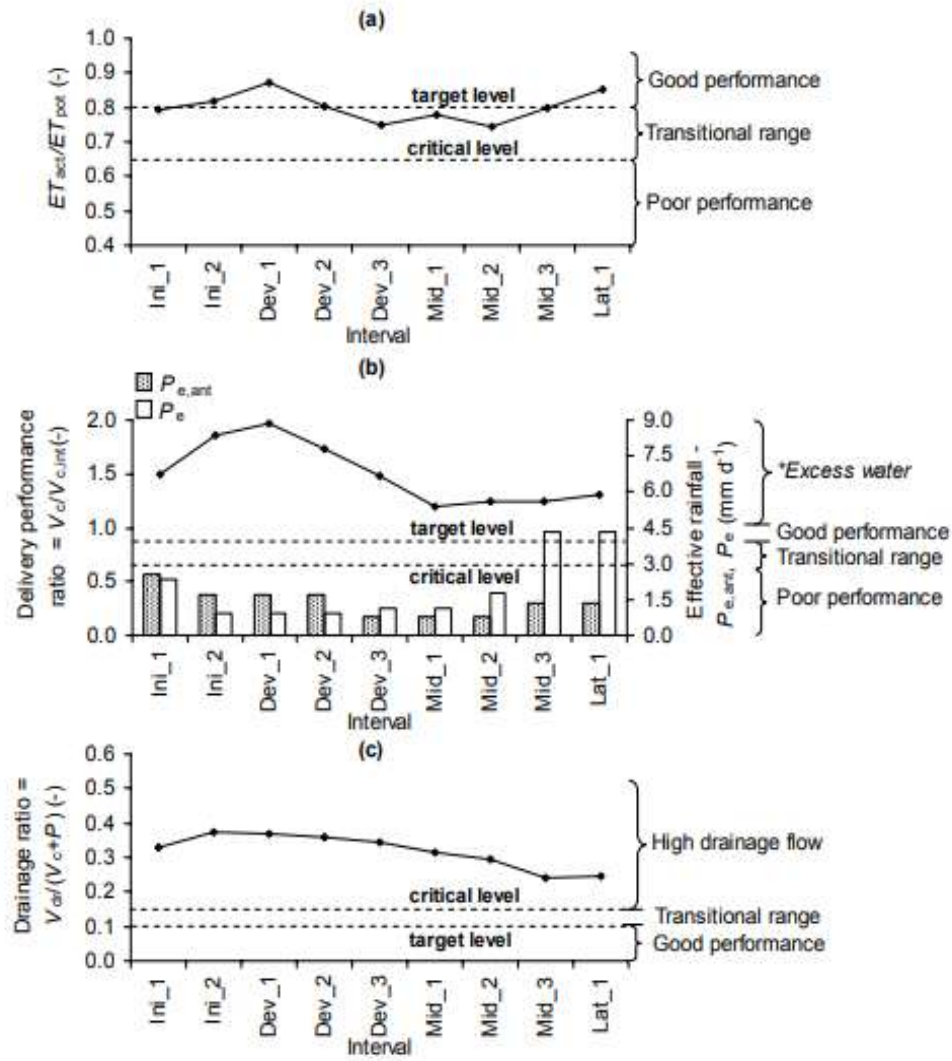 (a)
ETact/ETpot (-)
1.0
0.9
0.8
0.7
0.6
0.5
0.4
target level
critical level
Good performance
Transitional range
Poor performance
Ini_1
Ini_2
Dev_1
Dev_2
Dev_3
Mid_1
Mid_2
Mid_3
Lat_1
Interval
(b)
Pe,ant
Pe
Delivery performance
ratio = Vc/Vc,int(-)
2.0
1.5
1.0
0.5
0.0
target level
critical level
9.0
7.5
6.0
4.5
3.0
1.5
0.0
Effective rainfall -
Pe,ant, Pe (mm d-1)
*Excess water
Good performance
Transitional range
Poor performance
Ini_1
Ini_2
Dev_1
Dev_2
Dev_3
Mid_1
Mid_2
Mid_3
Lat_1
Interval
(c)
Drainage ratio =
Vdr/(Vc+P) (-)
0.6
0.5
0.4
0.3
0.2
0.1
0.0
critical level
target level
High drainage flow
Transitional range
Good performance
Ini_1
Ini_2
Dev_1
Dev_2
Dev_3
Mid_1
Mid_2
Mid_3
Lat_1
Interval